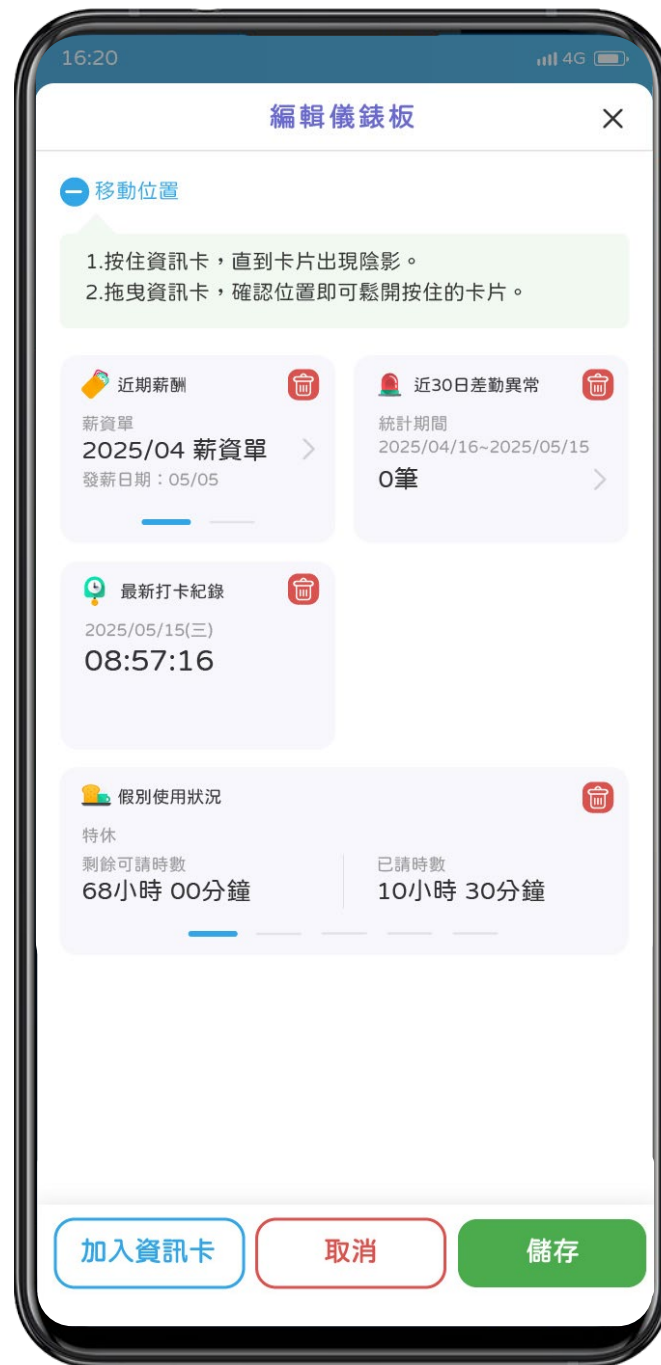 16:20
4G
編輯儀錶板
移動位置
1.按住資訊卡，直到卡片出現陰影。
2.拖曳資訊卡，確認位置即可鬆開按住的卡片。
近期薪酬
薪資單
2025/04 薪資單
發薪日期：05/05
近30日差勤異常
統計期間
2025/04/16~2025/05/15
0筆
最新打卡紀錄
2025/05/15(三)
08:57:16
假別使用狀況
特休
剩餘可請時數
68小時 00分鐘
已請時數
10小時 30分鐘
加入資訊卡
取消
儲存